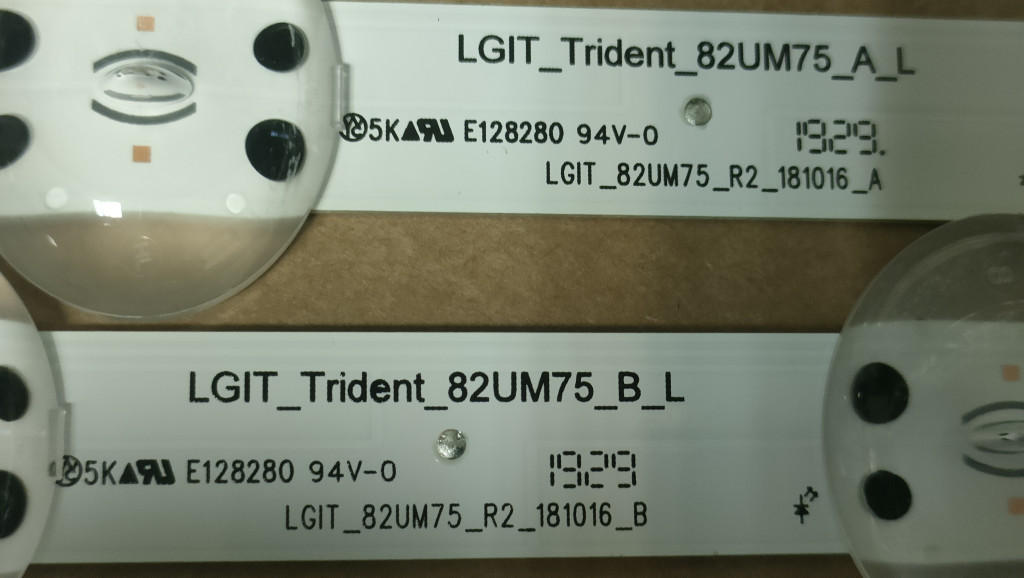 LGIT_Trident_82UM75_A_L
5K E128280 94V-0
1929.
LGIT_82UM75_R2_181016_A
LGIT_Trident_82UM75_B_L
5K E128280 94V-0
1929
LGIT_82UM75_R2_181016_B